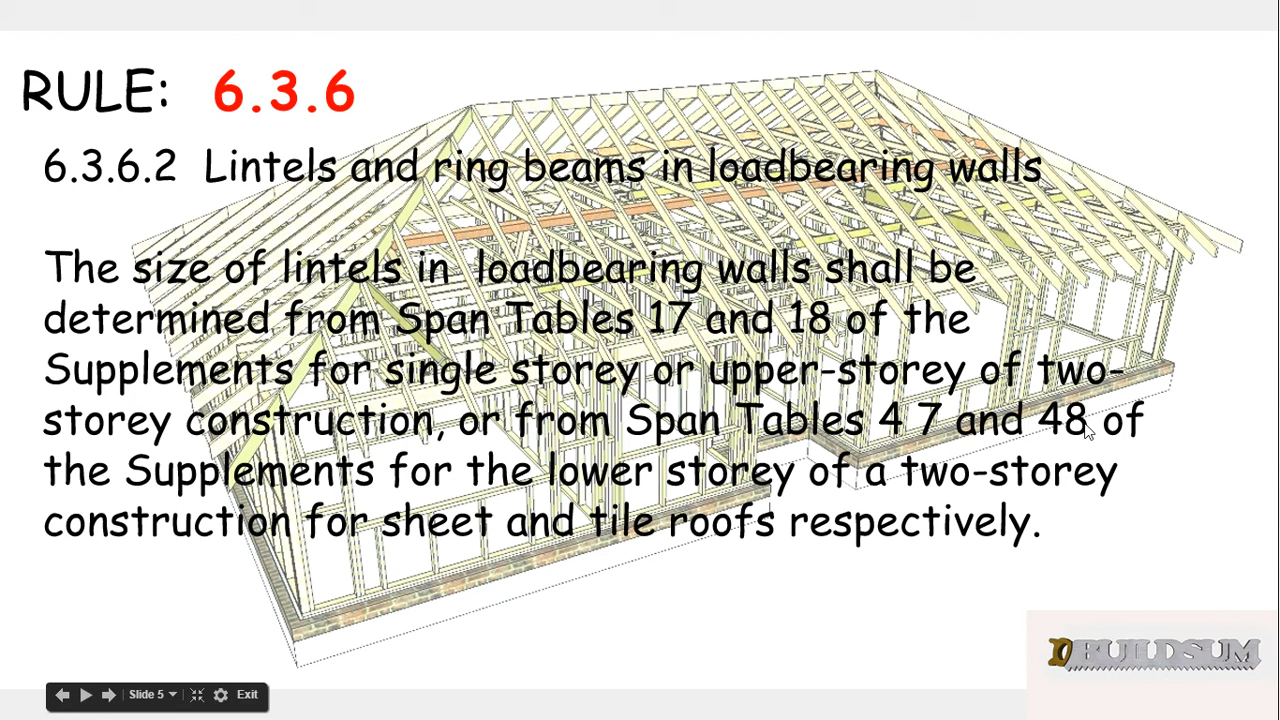 RULE: 6.3.6
6.3.6.2 Lintels and ring beams in loadbearing walls
The size of lintels in loadbearing walls shall be
determined from Span Tables 17 and 18 of the
Supplements for single storey or upper-storey of two-
storey construction, or from Span Tables 4 7 and 48 of
the Supplements for the lower storey of a two-storey
construction for sheet and tile roofs respectively.
BUILDSUM
Slide 5 Exit